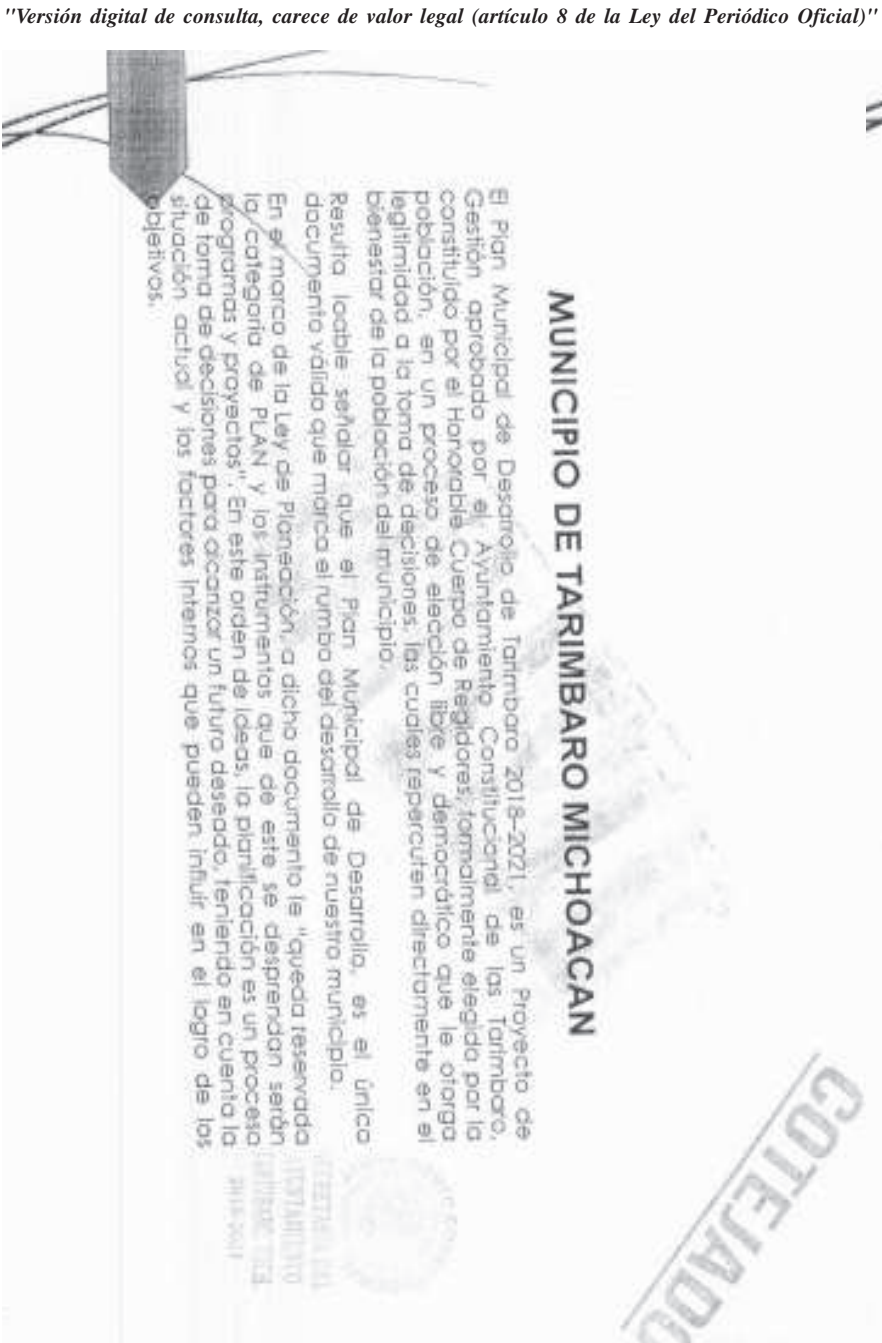 "Versión digital de consulta, carece de valor legal (artículo 8 de la Ley del Periódico Oficial)"
MUNICIPIO DE TARIMBARO MICHOACAN
El Plan Municipal de Desarrollo de Tarímbaro 2018–2021, es un Proyecto de
Gestión aprobado por el Ayuntamiento Constitucional de las Tarímbaro,
constituido por el Honorable Cuerpo de Regidores, formalmente elegida por la
población, en un proceso de elección libre y democrático que le otorga
legitimidad a la toma de decisiones, las cuales repercuten directamente en el
bienestar de la población del municipio.
Resulta loable señalar que el Plan Municipal de Desarrollo, es el único
documento válido que marca el rumbo del desarrollo de nuestro municipio.
En el marco de la Ley de Planeación, a dicho documento le "queda reservada
la categoría de PLAN y los instrumentos que de este se desprendan serán
programas y proyectos". En este orden de ideas, la planificación es un proceso
de toma de decisiones para alcanzar un futuro deseado, teniendo en cuenta la
situación actual y los factores internos que pueden influir en el logro de los
objetivos.
COTEJADO